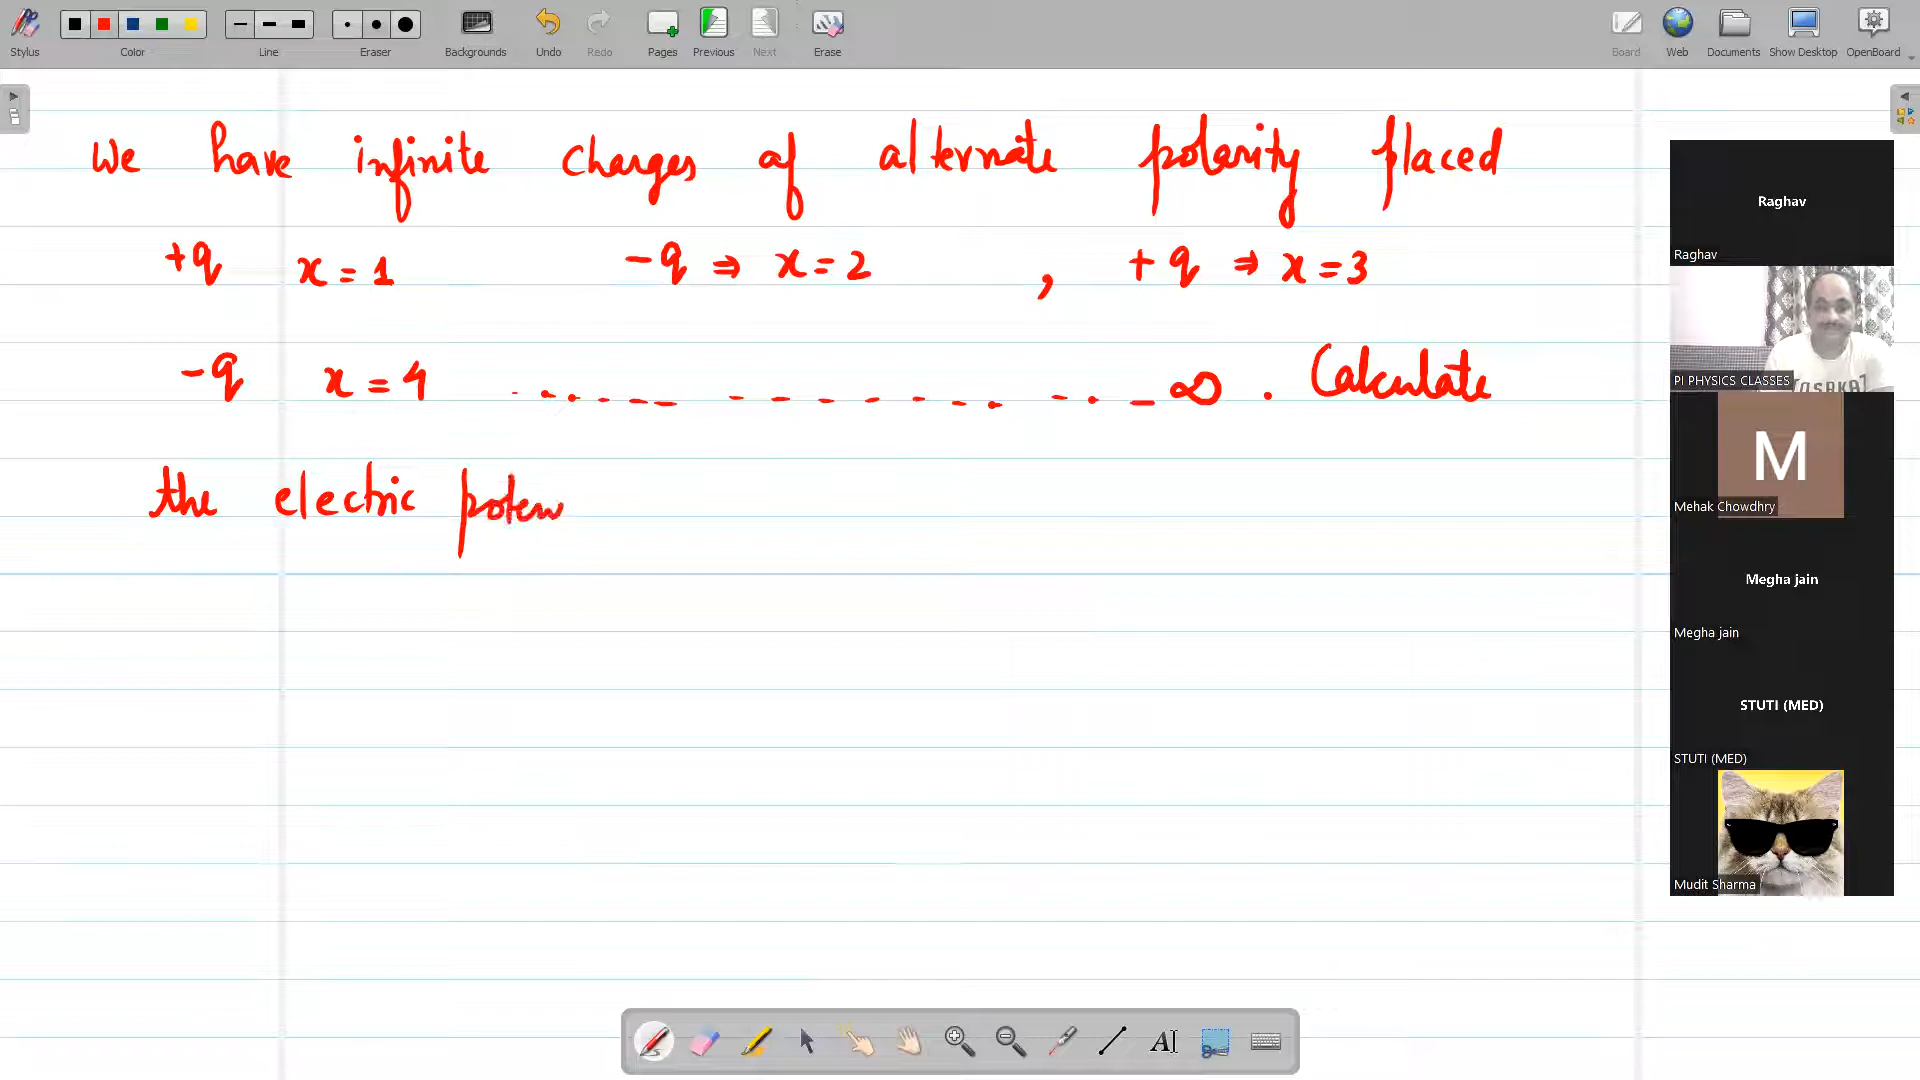 Stylus Color Line Eraser Backgrounds Undo Redo Pages Previous Next Erase Board Web Documents Show Desktop OpenBoard
We have infinite charges of alternate polarity placed
+q x = 1 -q ⇒ x = 2 , +q ⇒ x = 3
-q x = 4 ........................ ∞ . Calculate
the electric poten
Raghav
Raghav
PI PHYSICS CLASSES
OSAKA
M
Mehak Chowdhry
Megha jain
Megha jain
STUTI (MED)
STUTI (MED)
Mudit Sharma
AI